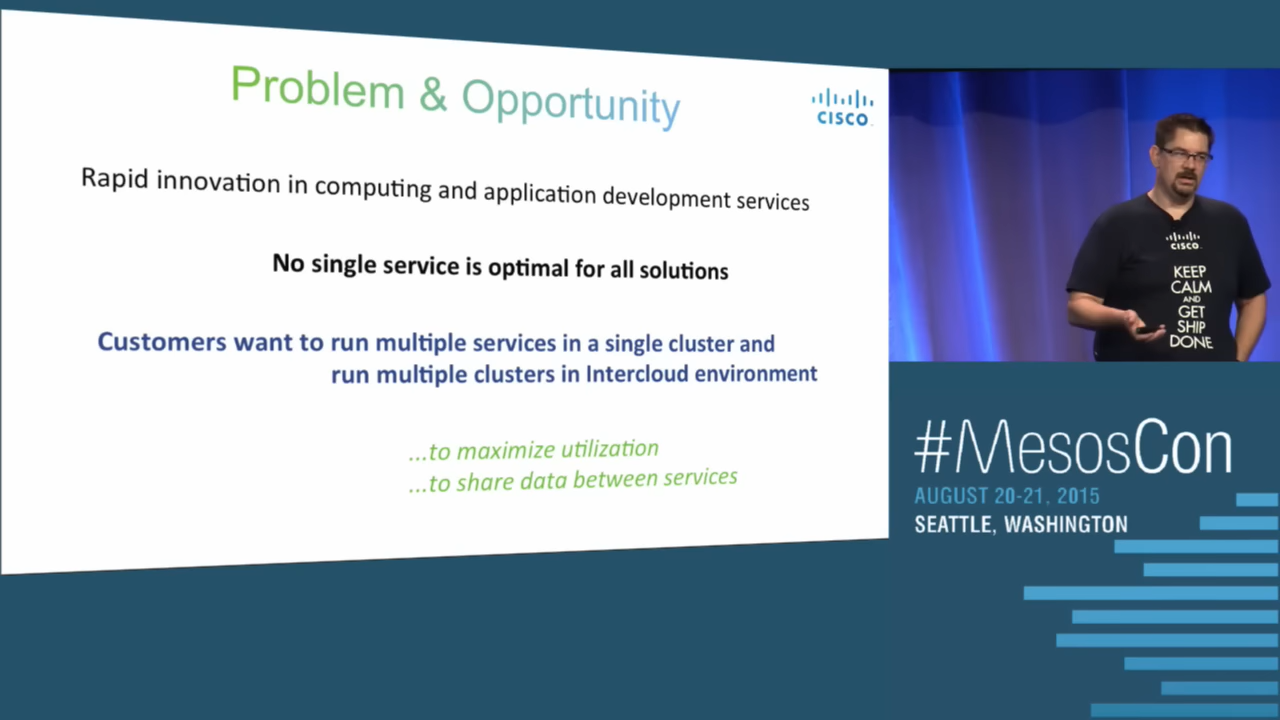 Problem & Opportunity
CISCO
Rapid innovation in computing and application development services
No single service is optimal for all solutions
Customers want to run multiple services in a single cluster and
run multiple clusters in Intercloud environment
...to maximize utilization
...to share data between services
CISCO
KEEP
CALM
AND
GET
SHIP
DONE
#MesosCon
AUGUST 20-21, 2015
SEATTLE, WASHINGTON